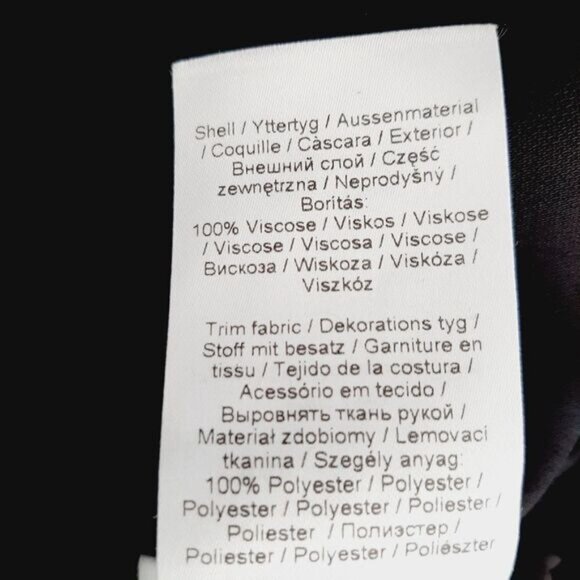 Shell / Yttertyg / Aussenmaterial
/ Coquille / Càscara / Exterior /
Внешний слой / Część
zewnętrzna / Neprodyšný /
Borítás:
100% Viscose / Viskos / Viskose
/ Viscose / Viscosa / Viscose /
Вискоза / Wiskoza / Viskóza /
Viszkóz
Trim fabric / Dekorations tyg /
Stoff mit besatz / Garniture en
tissu / Tejido de la costura /
Acessório em tecido /
Выровнять ткань рукой /
Materiał zdobiomy / Lemovací
tkanina / Szegély anyag:
100% Polyester / Polyester /
Polyester / Polyester / Poliester /
Poliester / Полиэстер /
Poliester / Polyester / Poliészter